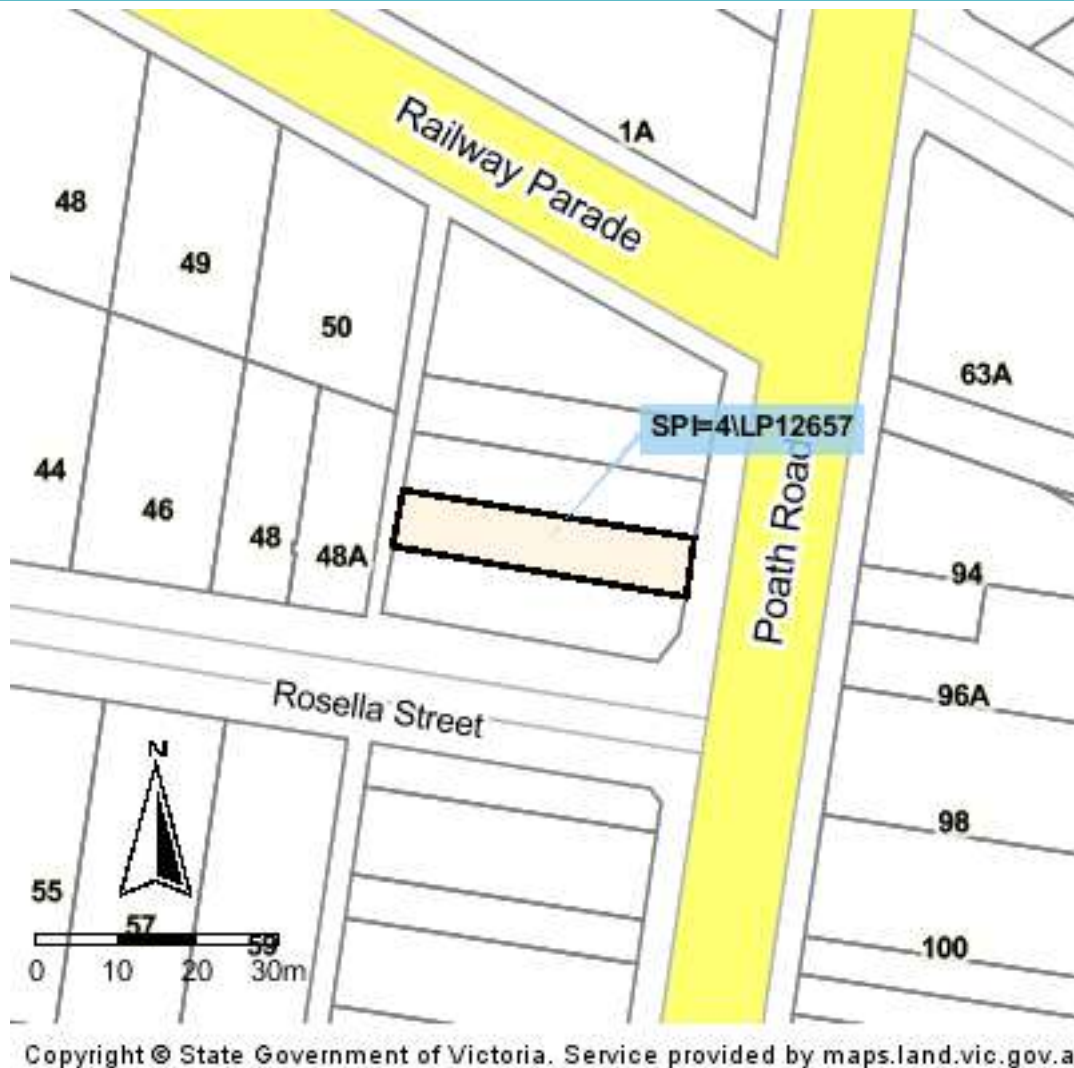 1A
Railway Parade
48
49
50
63A
SPI=4\LP12657
Poath Road
44
46
48
48A
94
96A
Rosella Street
N
98
55
57
59
100
0 10 20 30m
Copyright © State Government of Victoria. Service provided by maps.land.vic.gov.a